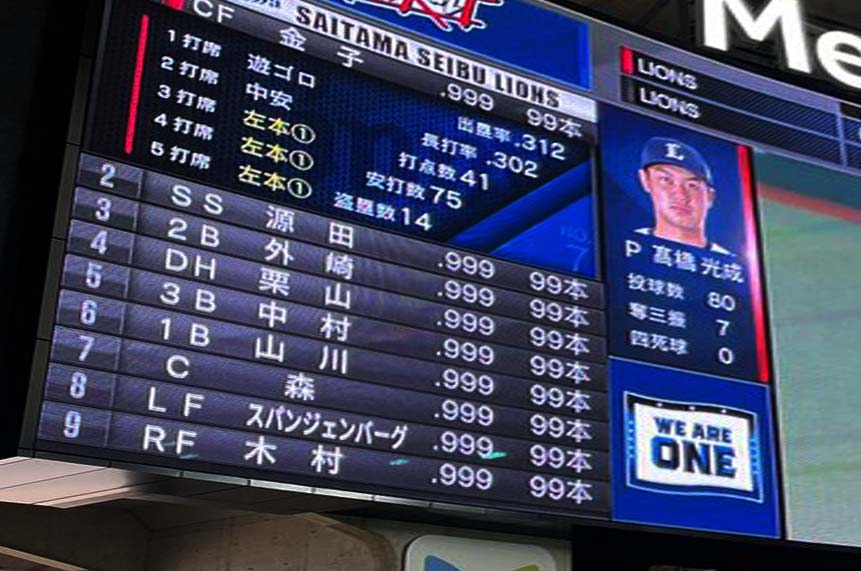 SAITAMA SEIBU LIONS
CF 金子 .999 99本
1打席 遊ゴロ 出塁率 .312
2打席 中安 長打率 .302
3打席 左本① 打点数 41
4打席 左本① 安打数 75
5打席 左本① 盗塁数 14
NO. 7
2 SS 源田 .999 99本
3 2B 外崎 .999 99本
4 DH 栗山 .999 99本
5 3B 中村 .999 99本
6 1B 山川 .999 99本
7 C 森 .999 99本
8 LF スパンジェンバーグ .999 99本
9 RF 木村 .999 99本
Me
LIONS
LIONS
L
P 髙橋 光成
投球数 80
奪三振 7
四死球 0
WE ARE
ONE